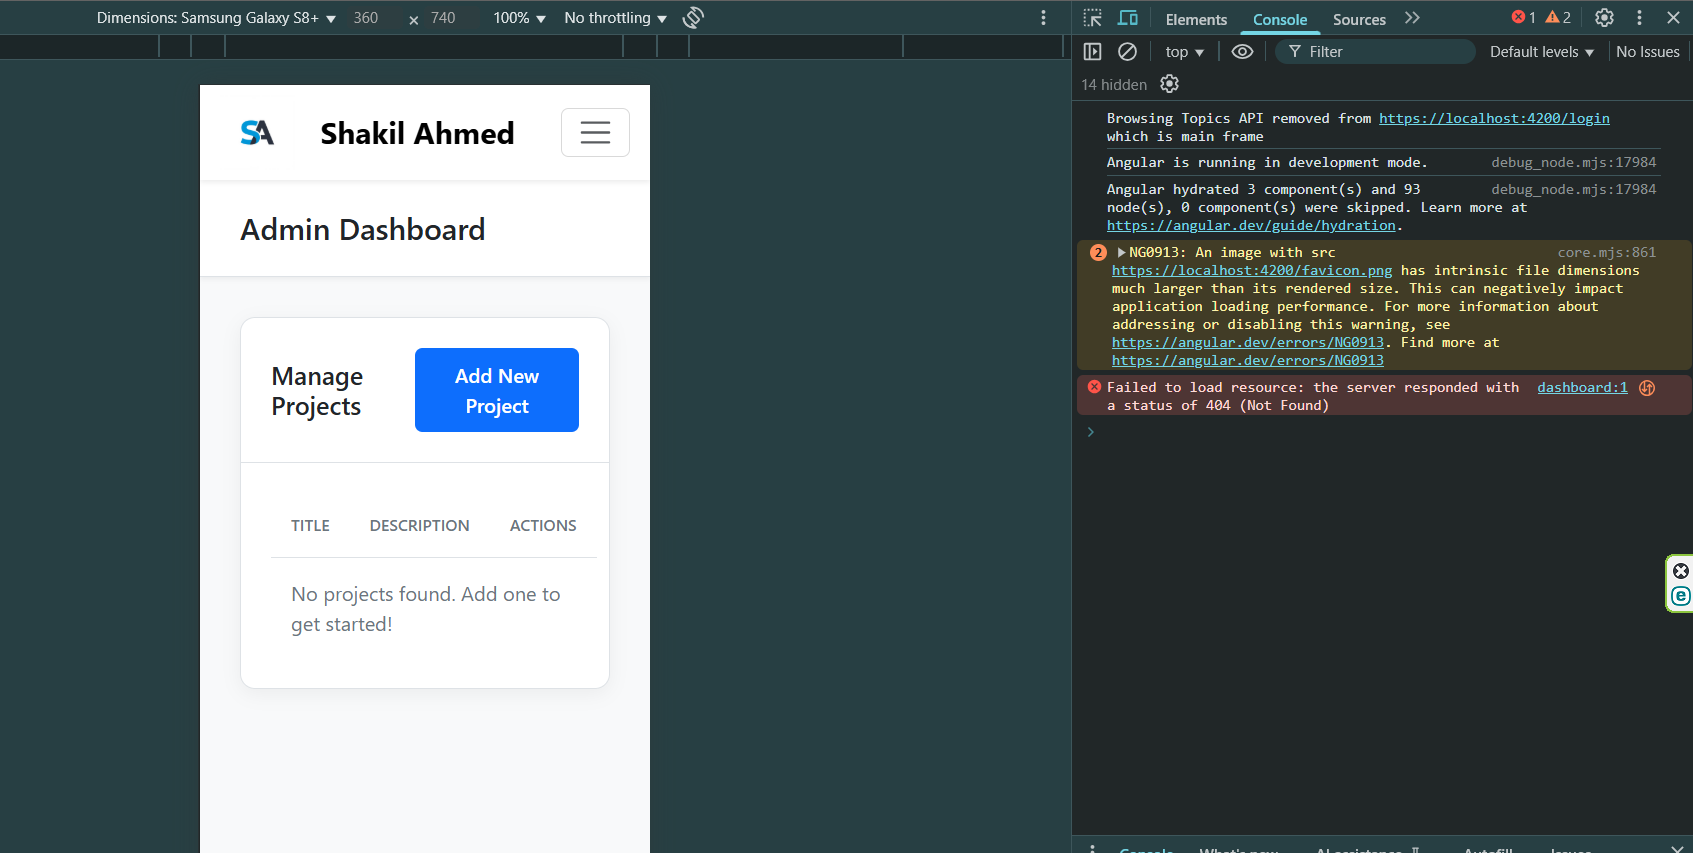 Dimensions: Samsung Galaxy S8+ ▼ 360 × 740 100% ▼ No throttling ▼
Elements Console Sources 1 2
top ▼ Filter Default levels ▼ No Issues
14 hidden
SA Shakil Ahmed
Admin Dashboard
Manage
Projects
Add New
Project
TITLE DESCRIPTION ACTIONS
No projects found. Add one to
get started!
Browsing Topics API removed from https://localhost:4200/login
which is main frame
Angular is running in development mode. debug_node.mjs:17984
Angular hydrated 3 component(s) and 93 debug_node.mjs:17984
node(s), 0 component(s) were skipped. Learn more at
https://angular.dev/guide/hydration.
2 ▶NG0913: An image with src core.mjs:861
https://localhost:4200/favicon.png has intrinsic file dimensions
much larger than its rendered size. This can negatively impact
application loading performance. For more information about
addressing or disabling this warning, see
https://angular.dev/errors/NG0913. Find more at
https://angular.dev/errors/NG0913
Failed to load resource: the server responded with dashboard:1
a status of 404 (Not Found)
e
Console What's new AI assistance Autofill Issues